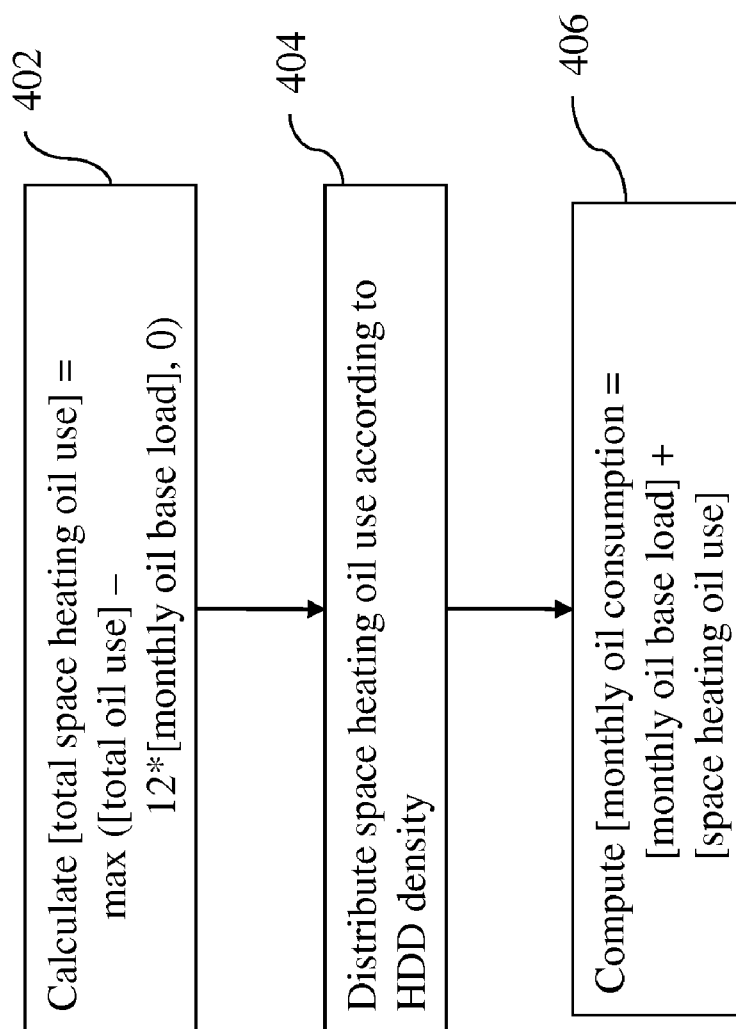 402
Calculate [total space heating oil use] =
max ([total oil use] –
12*[monthly oil base load], 0)
404
Distribute space heating oil use according to
HDD density
406
Compute [monthly oil consumption =
[monthly oil base load] +
[space heating oil use]